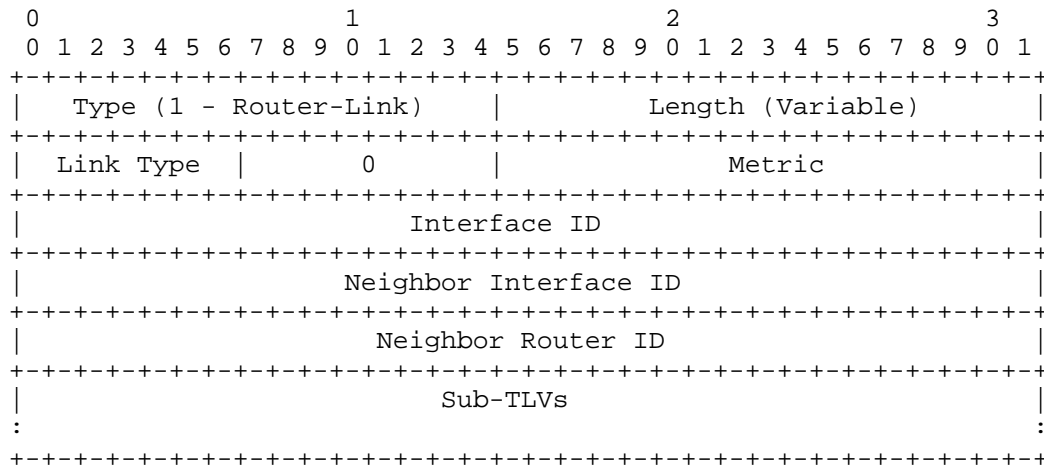 0                   1                   2                   3
 0 1 2 3 4 5 6 7 8 9 0 1 2 3 4 5 6 7 8 9 0 1 2 3 4 5 6 7 8 9 0 1
+-+-+-+-+-+-+-+-+-+-+-+-+-+-+-+-+-+-+-+-+-+-+-+-+-+-+-+-+-+-+-+-+
|   Type (1 - Router-Link)    |         Length (Variable)       |
+-+-+-+-+-+-+-+-+-+-+-+-+-+-+-+-+-+-+-+-+-+-+-+-+-+-+-+-+-+-+-+-+
|  Link Type  |       0       |              Metric             |
+-+-+-+-+-+-+-+-+-+-+-+-+-+-+-+-+-+-+-+-+-+-+-+-+-+-+-+-+-+-+-+-+
|                        Interface ID                           |
+-+-+-+-+-+-+-+-+-+-+-+-+-+-+-+-+-+-+-+-+-+-+-+-+-+-+-+-+-+-+-+-+
|                    Neighbor Interface ID                      |
+-+-+-+-+-+-+-+-+-+-+-+-+-+-+-+-+-+-+-+-+-+-+-+-+-+-+-+-+-+-+-+-+
|                      Neighbor Router ID                       |
+-+-+-+-+-+-+-+-+-+-+-+-+-+-+-+-+-+-+-+-+-+-+-+-+-+-+-+-+-+-+-+-+
|                          Sub-TLVs                             |
:                                                               :
+-+-+-+-+-+-+-+-+-+-+-+-+-+-+-+-+-+-+-+-+-+-+-+-+-+-+-+-+-+-+-+-+